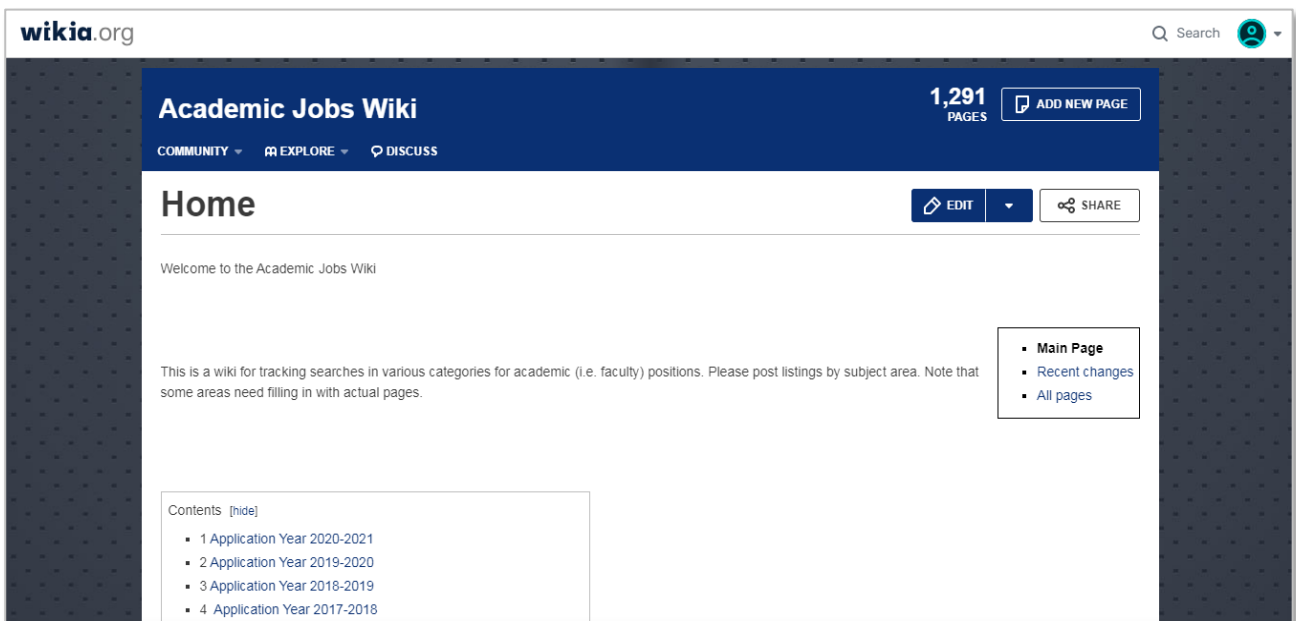 wikia.org
Search
Academic Jobs Wiki
1,291
PAGES
ADD NEW PAGE
COMMUNITY
EXPLORE
DISCUSS
Home
EDIT
SHARE
Welcome to the Academic Jobs Wiki
This is a wiki for tracking searches in various categories for academic (i.e. faculty) positions. Please post listings by subject area. Note that
some areas need filling in with actual pages.
Main Page
Recent changes
All pages
Contents [hide]
1 Application Year 2020-2021
2 Application Year 2019-2020
3 Application Year 2018-2019
4 Application Year 2017-2018